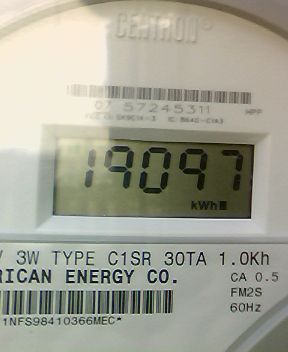 CENTRON®
07 57245311 HPP
19097
kWh
V 3W TYPE C1SR 30TA 1.0Kh
RICAN ENERGY CO. CA 0.5
FM2S
1NFS98410366MEC* 60Hz